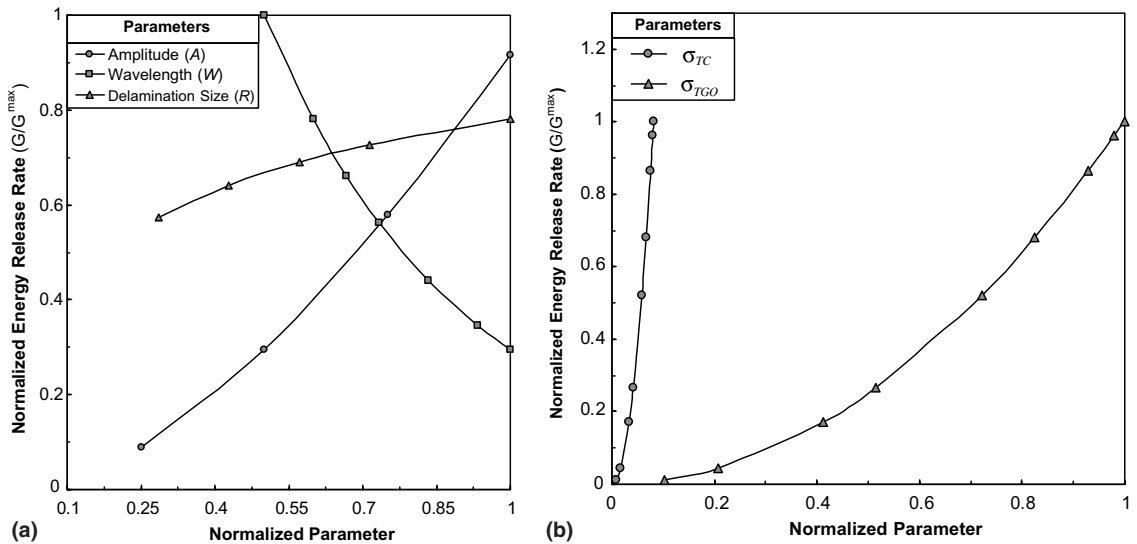 Parameters
Amplitude (A)
Wavelength (W)
Delamination Size (R)
1
0.8
0.6
0.4
0.2
0
Normalized Energy Release Rate (G/G^max)
0.1
0.25
0.4
0.55
0.7
0.85
1
Normalized Parameter
(a)
Parameters
σTC
σTGO
1.2
1
0.8
0.6
0.4
0.2
0
Normalized Energy Release Rate (G/G^max)
0
0.2
0.4
0.6
0.8
1
Normalized Parameter
(b)